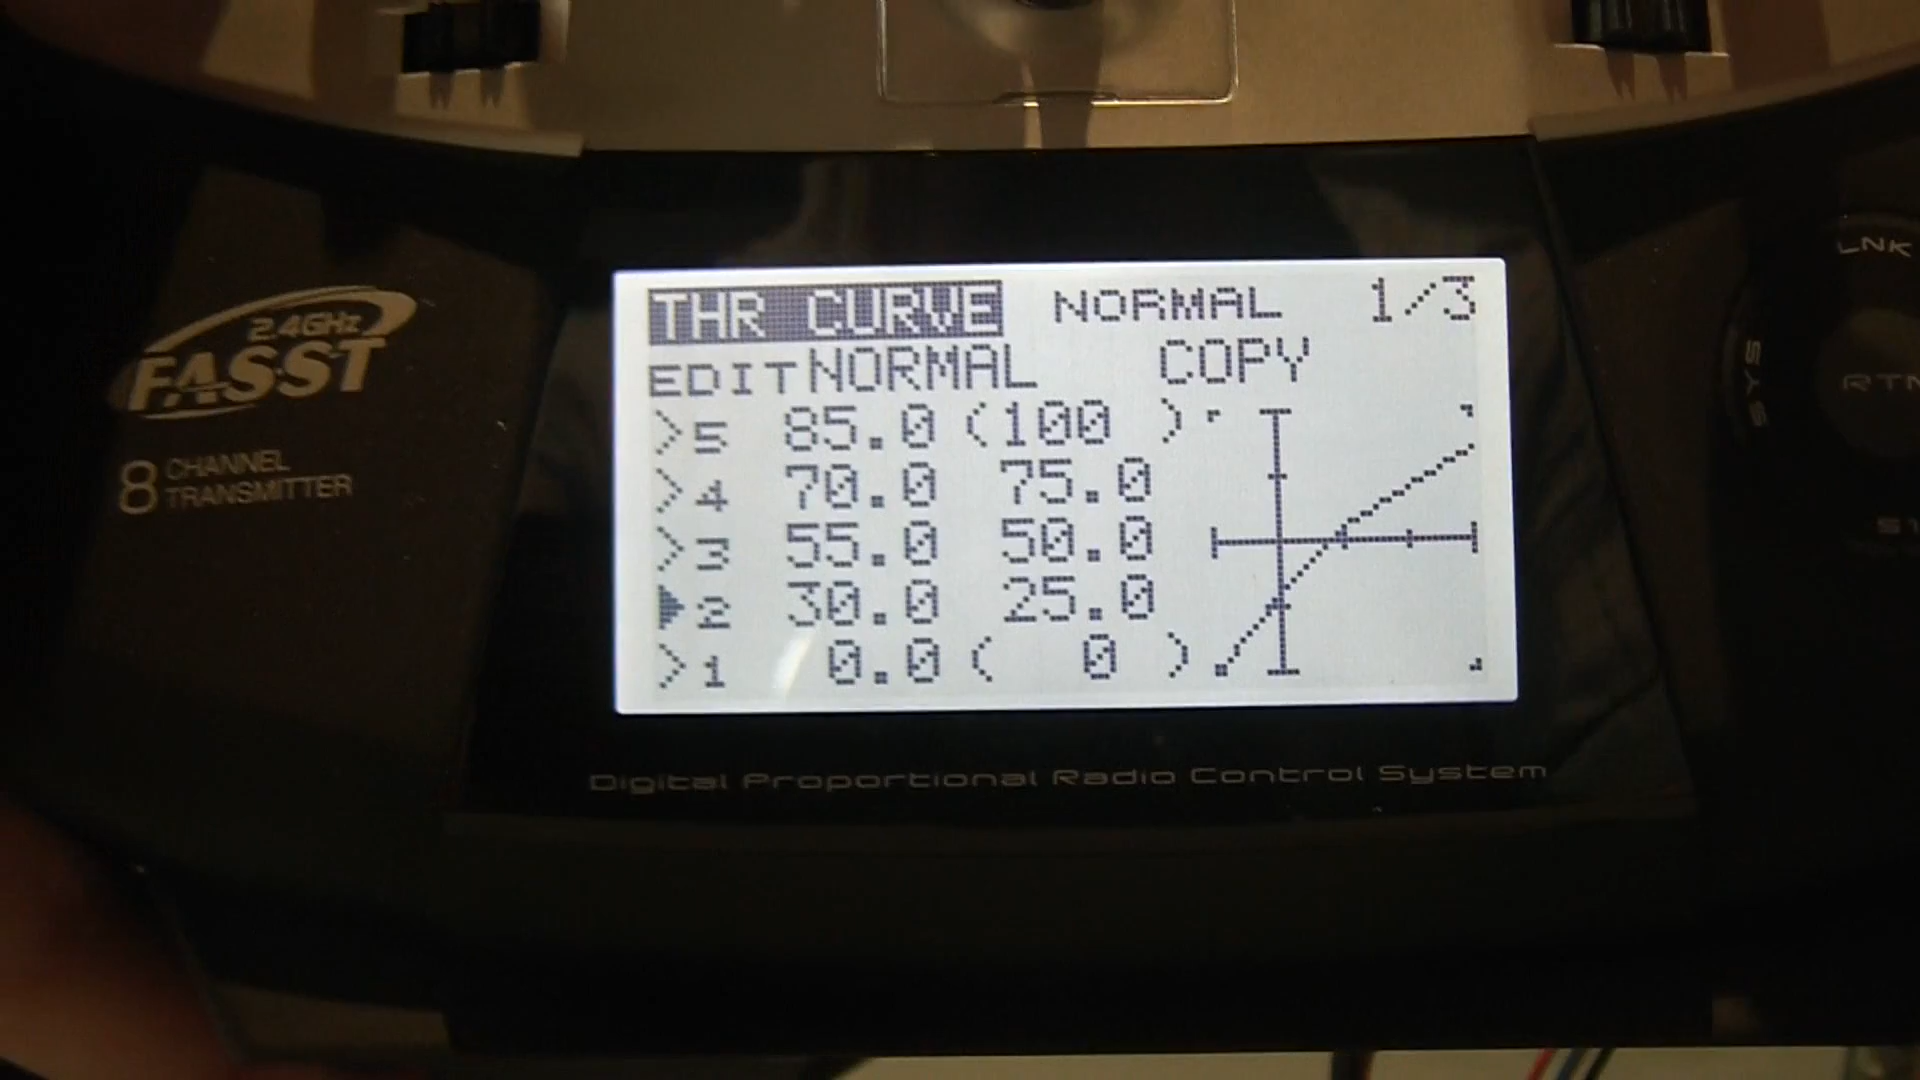 THR CURVE NORMAL 1/3
EDIT NORMAL COPY
>5 85.0 (100 )
>4 70.0 75.0
>3 55.0 50.0
▶2 30.0 25.0
>1 0.0 ( 0 )
2.4GHz
FASST
8 CHANNEL
TRANSMITTER
LNK
SYS
Digital Proportional Radio Control System